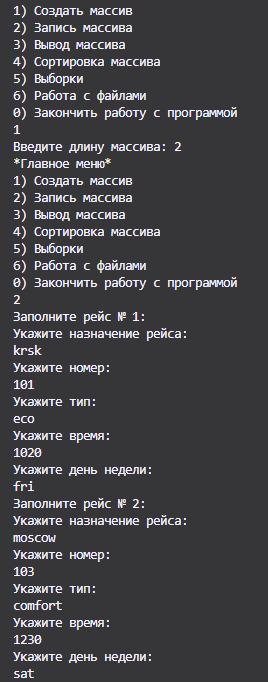 1) Создать массив
2) Запись массива
3) Вывод массива
4) Сортировка массива
5) Выборки
6) Работа с файлами
0) Закончить работу с программой
1
Введите длину массива: 2
*Главное меню*
1) Создать массив
2) Запись массива
3) Вывод массива
4) Сортировка массива
5) Выборки
6) Работа с файлами
0) Закончить работу с программой
2
Заполните рейс № 1:
Укажите назначение рейса:
krsk
Укажите номер:
101
Укажите тип:
eco
Укажите время:
1020
Укажите день недели:
fri
Заполните рейс № 2:
Укажите назначение рейса:
moscow
Укажите номер:
103
Укажите тип:
comfort
Укажите время:
1230
Укажите день недели:
sat